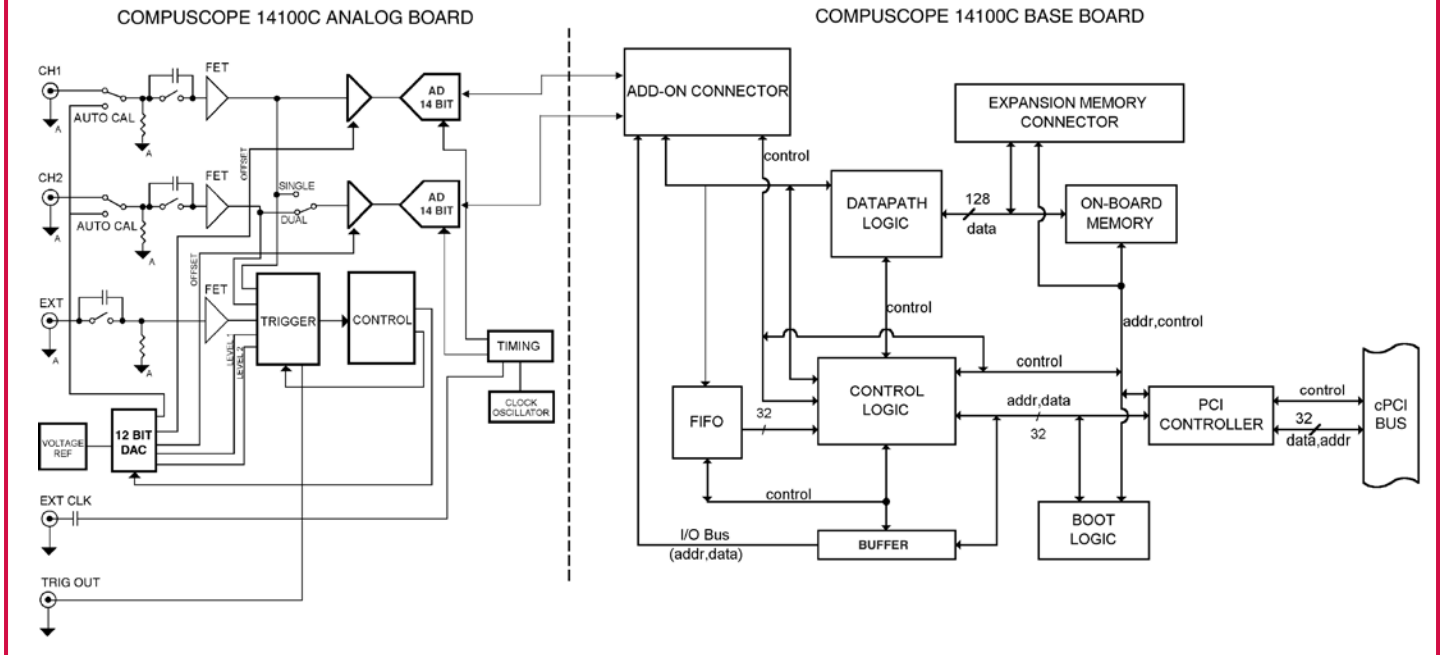 COMPUSCOPE 14100C ANALOG BOARD
COMPUSCOPE 14100C BASE BOARD
CH1
FET
AUTO CAL
A
A
AD
14 BIT
CH2
FET
AUTO CAL
A
A
OFFSET
SINGLE
DUAL
AD
14 BIT
OFFSET
EXT
FET
A
A
TRIGGER
CONTROL
LEVEL 1
LEVEL 2
TIMING
CLOCK
OSCILLATOR
VOLTAGE
REF
12 BIT
DAC
EXT CLK
TRIG OUT
ADD-ON CONNECTOR
control
EXPANSION MEMORY
CONNECTOR
DATAPATH
LOGIC
128
data
ON-BOARD
MEMORY
control
addr,control
CONTROL
LOGIC
control
addr,data
32
FIFO
32
PCI
CONTROLLER
control
32
data,addr
cPCI
BUS
control
I/O Bus
(addr,data)
BUFFER
BOOT
LOGIC